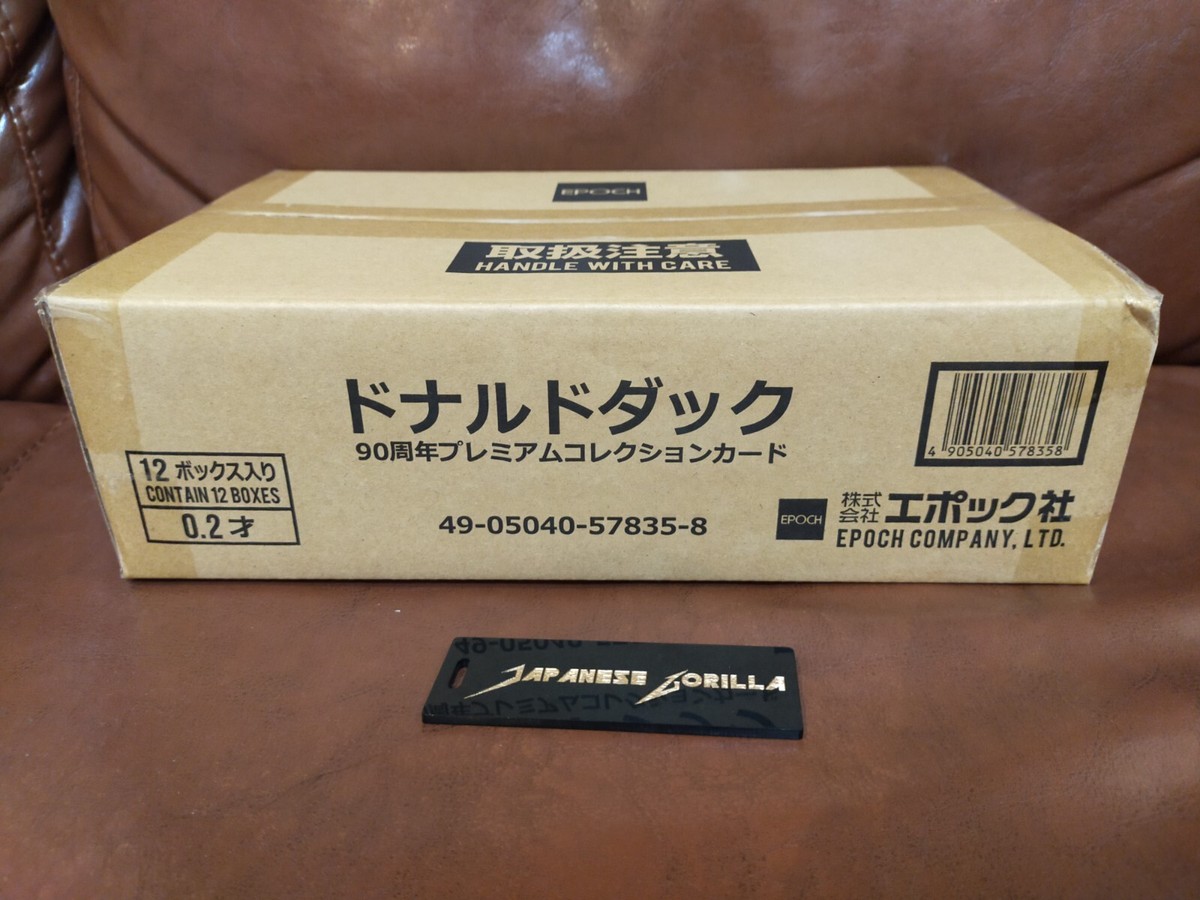 EPOCH
取扱注意
HANDLE WITH CARE
ドナルドダック
90周年プレミアムコレクションカード
4 905040 578358
12 ボックス入り
CONTAIN 12 BOXES
0.2才
49-05040-57835-8
EPOCH
株式会社 エポック社
EPOCH COMPANY, LTD.
JAPANESE GORILLA